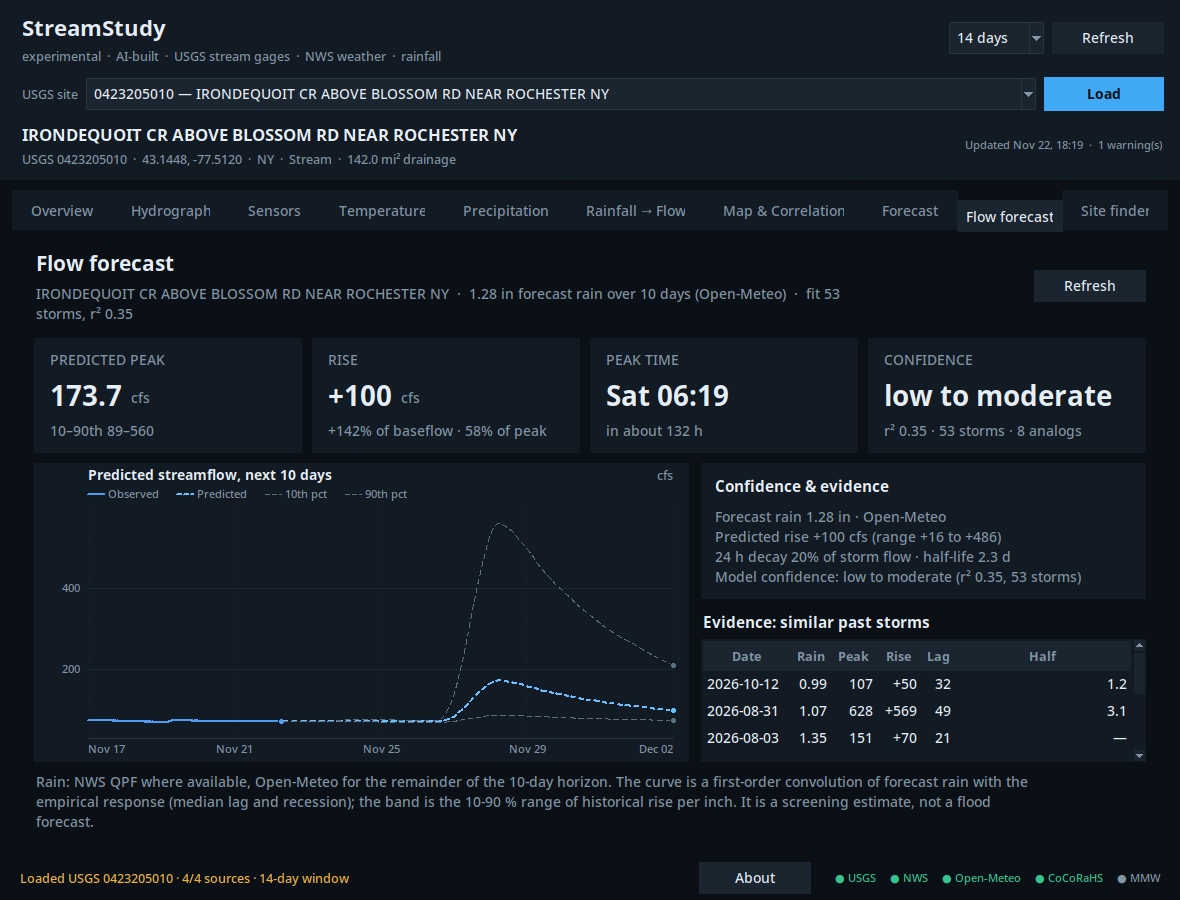 StreamStudy
experimental · AI-built · USGS stream gages · NWS weather · rainfall
14 days
Refresh
USGS site
0423205010 — IRONDEQUOIT CR ABOVE BLOSSOM RD NEAR ROCHESTER NY
Load
IRONDEQUOIT CR ABOVE BLOSSOM RD NEAR ROCHESTER NY
USGS 0423205010 · 43.1448, -77.5120 · NY · Stream · 142.0 mi² drainage
Updated Nov 22, 18:19 · 1 warning(s)
Overview
Hydrograph
Sensors
Temperature
Precipitation
Rainfall → Flow
Map & Correlation
Forecast
Flow forecast
Site finder
Flow forecast
IRONDEQUOIT CR ABOVE BLOSSOM RD NEAR ROCHESTER NY · 1.28 in forecast rain over 10 days (Open-Meteo) · fit 53
storms, r² 0.35
Refresh
PREDICTED PEAK
173.7 cfs
10–90th 89–560
RISE
+100 cfs
+142% of baseflow · 58% of peak
PEAK TIME
Sat 06:19
in about 132 h
CONFIDENCE
low to moderate
r² 0.35 · 53 storms · 8 analogs
Predicted streamflow, next 10 days
cfs
Observed
Predicted
10th pct
90th pct
400
200
Nov 17
Nov 21
Nov 25
Nov 29
Dec 02
Confidence & evidence
Forecast rain 1.28 in · Open-Meteo
Predicted rise +100 cfs (range +16 to +486)
24 h decay 20% of storm flow · half-life 2.3 d
Model confidence: low to moderate (r² 0.35, 53 storms)
Evidence: similar past storms
Date Rain Peak Rise Lag Half
2026-10-12 0.99 107 +50 32 1.2
2026-08-31 1.07 628 +569 49 3.1
2026-08-03 1.35 151 +70 21 —
Rain: NWS QPF where available, Open-Meteo for the remainder of the 10-day horizon. The curve is a first-order convolution of forecast rain with the
empirical response (median lag and recession); the band is the 10-90 % range of historical rise per inch. It is a screening estimate, not a flood
forecast.
Loaded USGS 0423205010 · 4/4 sources · 14-day window
About
USGS
NWS
Open-Meteo
CoCoRaHS
MMW